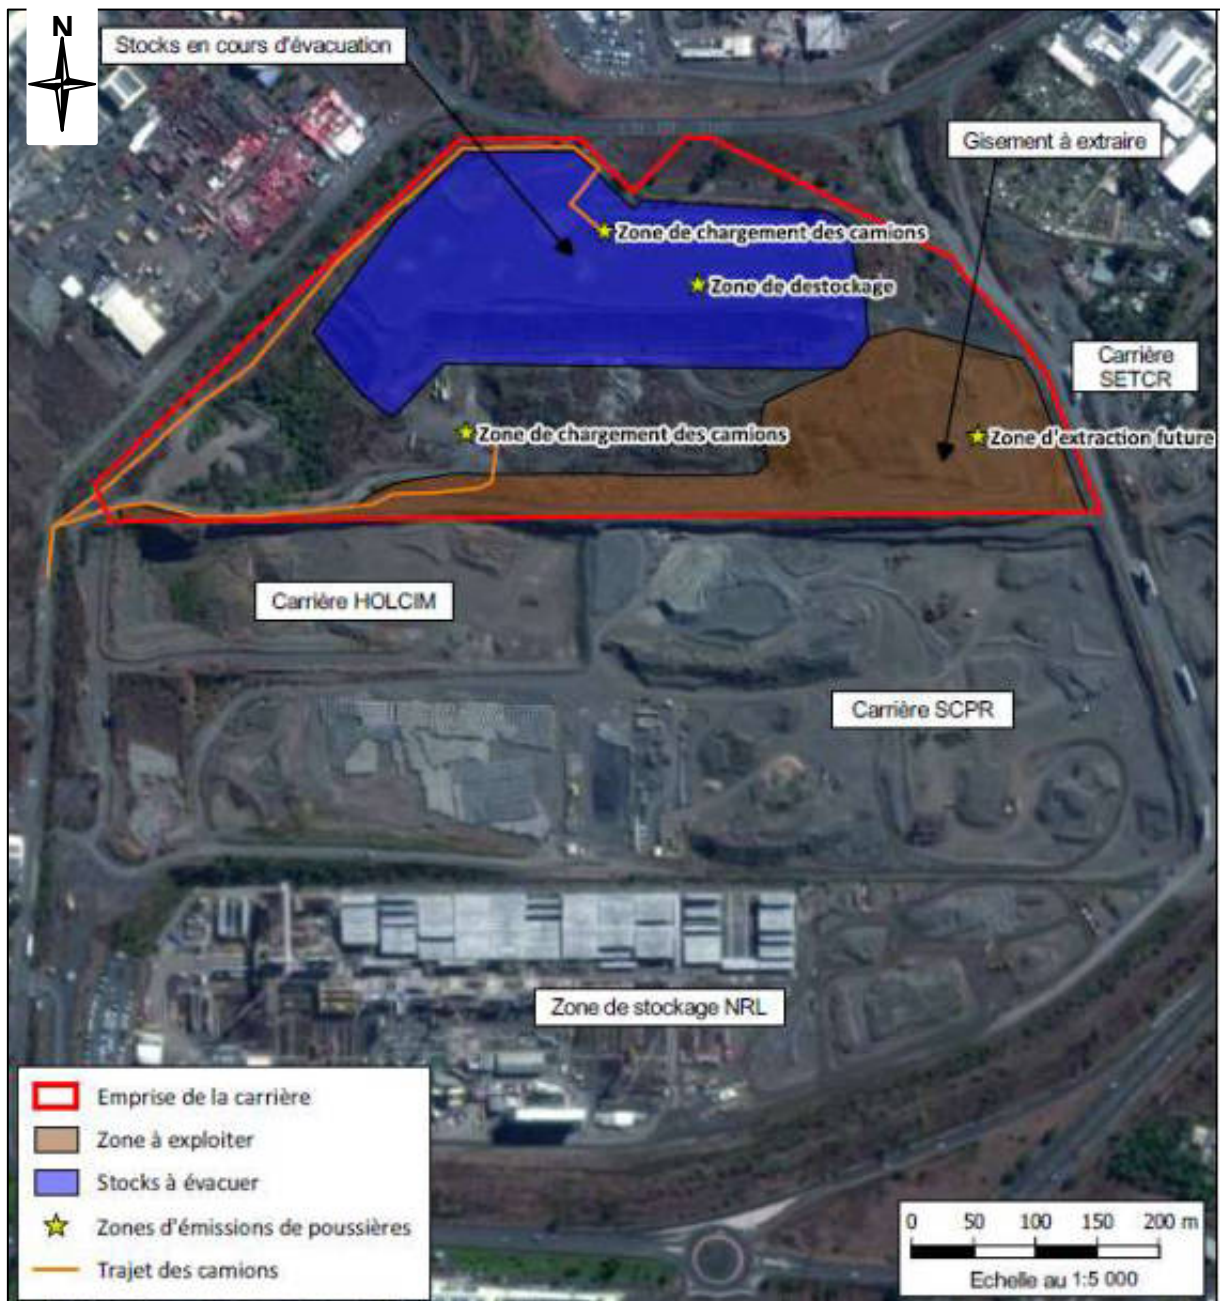 N
Stocks en cours d'évacuation
Gisement à extraire
Zone de chargement des camions
Zone de destockage
Carrière
SETCR
Zone de chargement des camions
Zone d'extraction future
Carrière HOLCIM
Carrière SCPR
Zone de stockage NRL
Emprise de la carrière
Zone à exploiter
Stocks à évacuer
Zones d'émissions de poussières
Trajet des camions
0 50 100 150 200 m
Echelle au 1:5 000